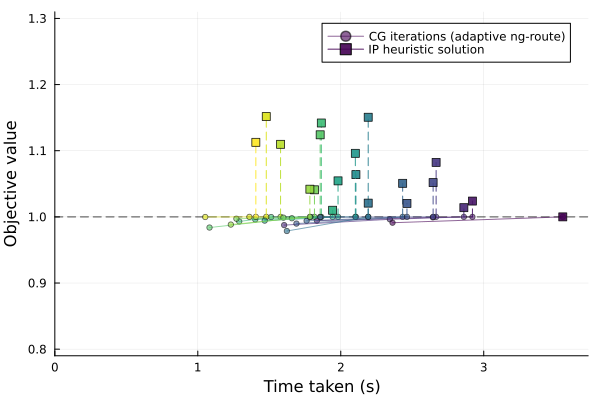 1.3
CG iterations (adaptive ng-route)
IP heuristic solution
1.2
1.1
1.0
0.9
0.8
Objective value
0 1 2 3
Time taken (s)